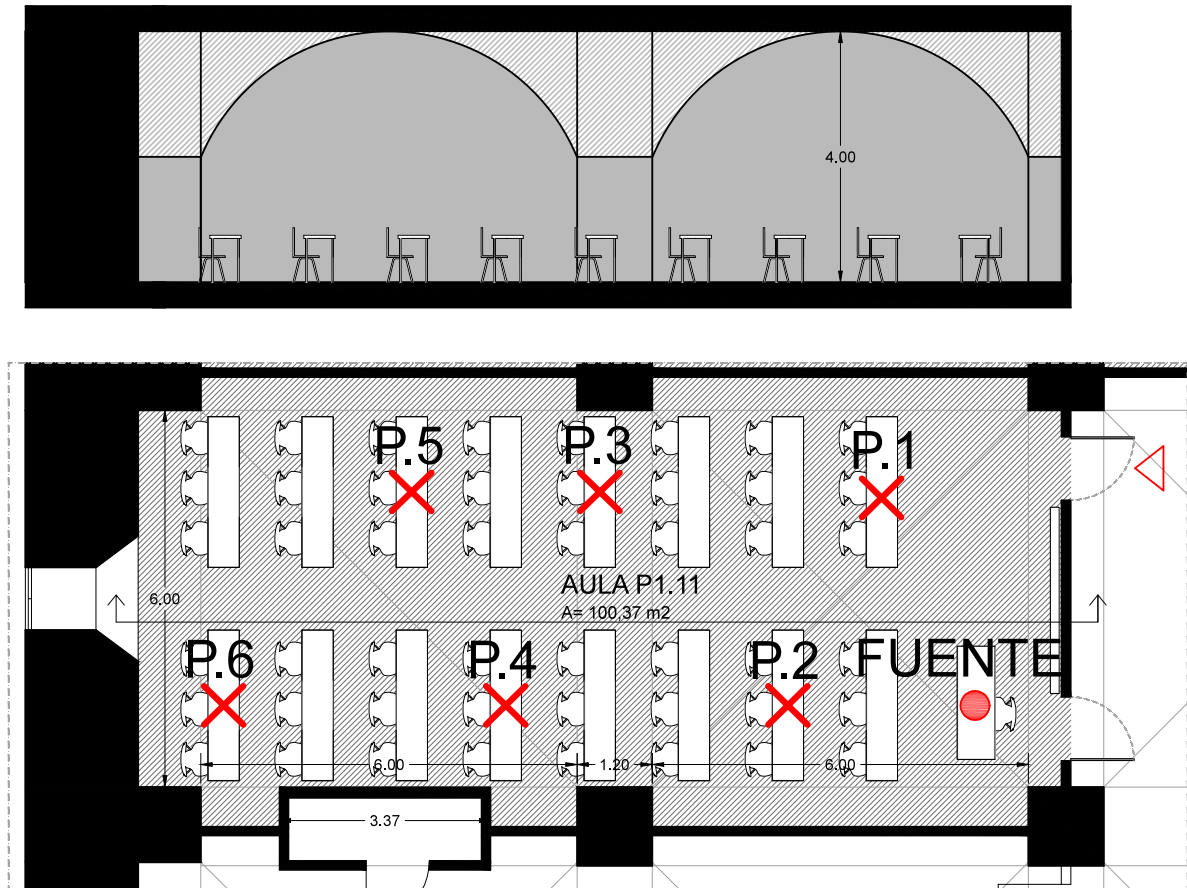 4.00
P.5
P.3
P.1
AULA P1.11
A= 100,37 m2
6.00
P.6
P.4
P.2
FUENTE
6.00
1.20
6.00
3.37